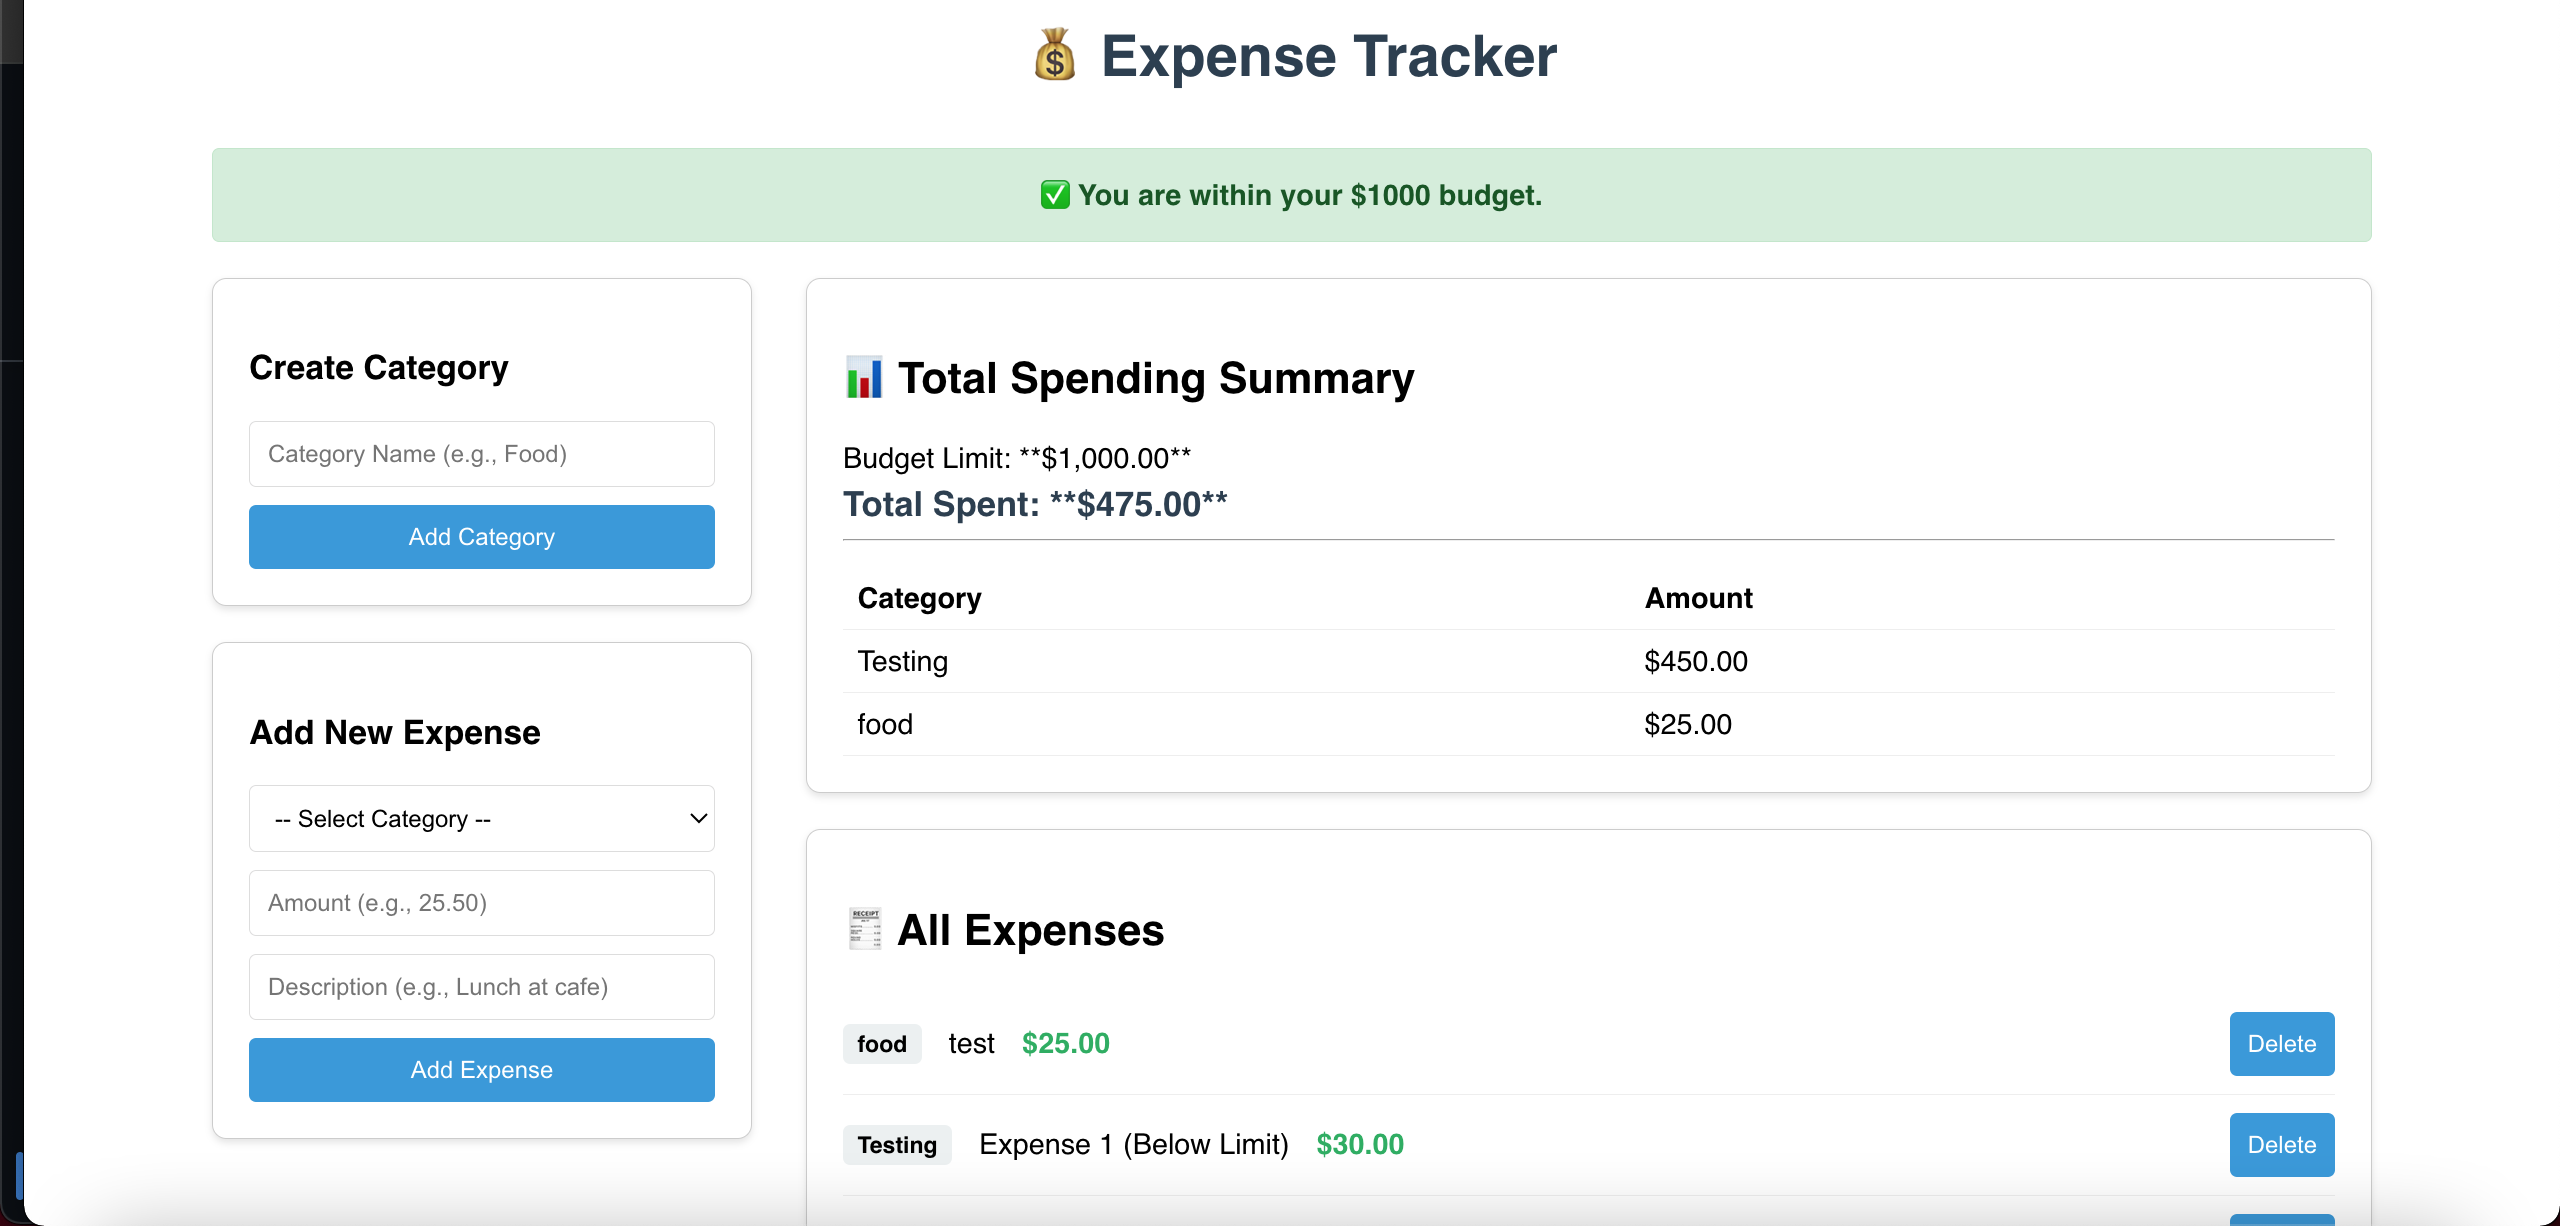 💰 Expense Tracker
✅ You are within your $1000 budget.
Create Category
Category Name (e.g., Food)
Add Category
Add New Expense
-- Select Category --
Amount (e.g., 25.50)
Description (e.g., Lunch at cafe)
Add Expense
📊 Total Spending Summary
Budget Limit: **$1,000.00**
Total Spent: **$475.00**
Category Amount
Testing $450.00
food $25.00
🧾 All Expenses
food test $25.00 Delete
Testing Expense 1 (Below Limit) $30.00 Delete